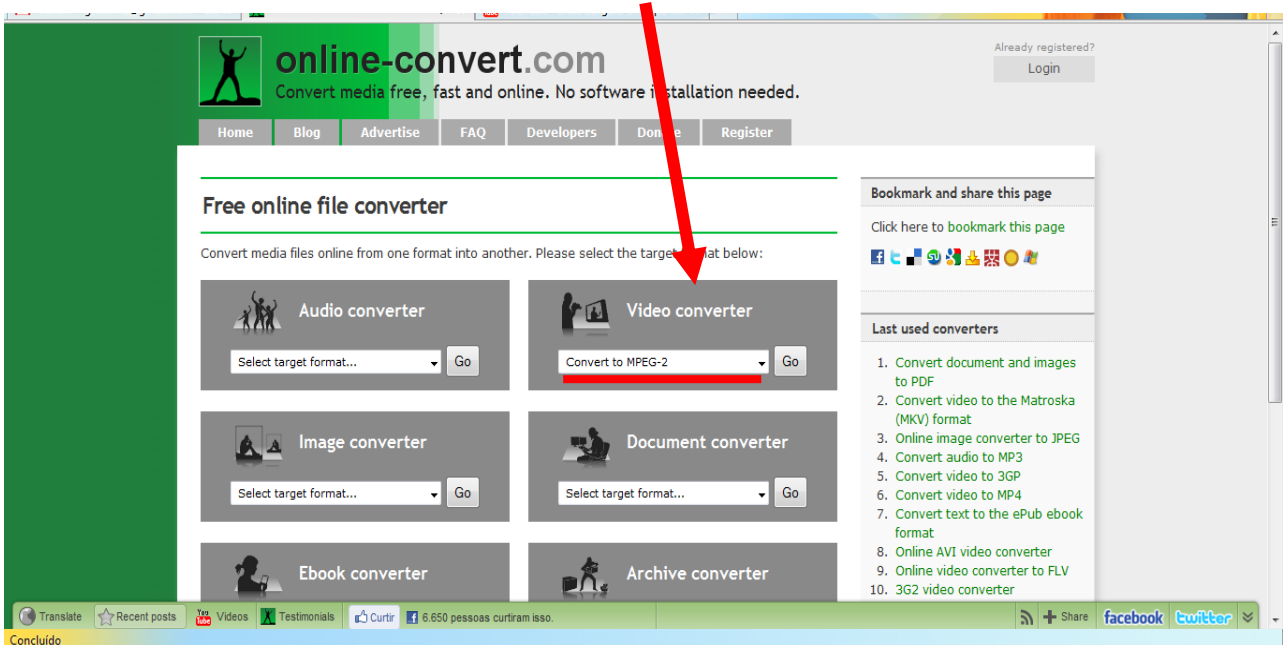 online-convert.com
Convert media free, fast and online. No software installation needed.
Already registered?
Login
Home Blog Advertise FAQ Developers Donate Register
Free online file converter
Convert media files online from one format into another. Please select the target format below:
Audio converter
Select target format... Go
Video converter
Convert to MPEG-2 Go
Image converter
Select target format... Go
Document converter
Select target format... Go
Ebook converter
Archive converter
Bookmark and share this page
Click here to bookmark this page
Last used converters
1. Convert document and images
to PDF
2. Convert video to the Matroska
(MKV) format
3. Online image converter to JPEG
4. Convert audio to MP3
5. Convert video to 3GP
6. Convert video to MP4
7. Convert text to the ePub ebook
format
8. Online AVI video converter
9. Online video converter to FLV
10. 3G2 video converter
Translate Recent posts You Tube Videos Testimonials Curtir 6.650 pessoas curtiram isso. Share facebook twitter
Concluído